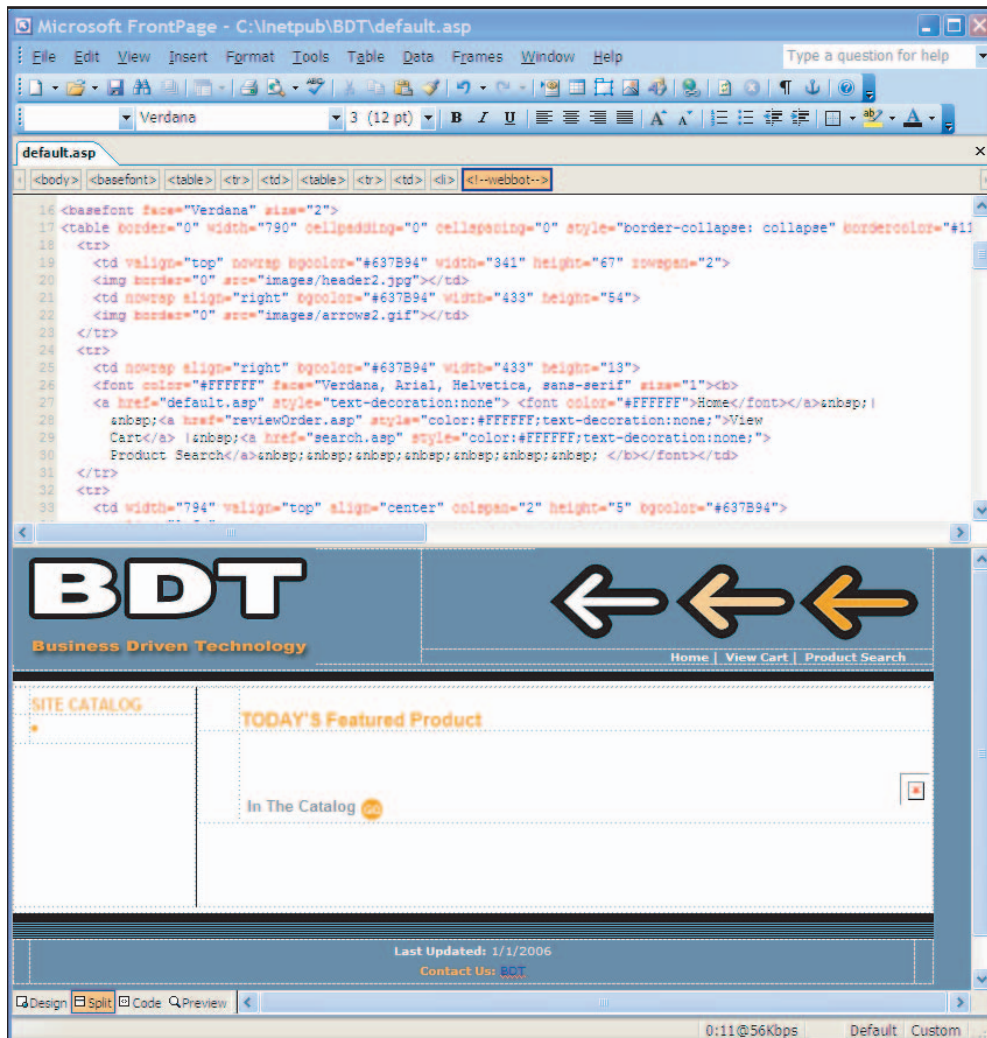 Microsoft FrontPage - C:\Inetpub\BDT\default.asp
File Edit View Insert Format Tools Table Data Frames Window Help Type a question for help
Verdana 3 (12 pt) B I U A A A
default.asp
<body> <basefont> <table> <tr> <td> <table> <tr> <td> <li> <!--webbot-->
16 <basefont face="Verdana" size="2">
17 <table border="0" width="790" cellpadding="0" cellspacing="0" style="border-collapse: collapse" bordercolor="#11
18 <tr>
19 <td valign="top" nowrap bgcolor="#637B94" width="341" height="67" rowspan="2">
20 <img border="0" src="images/header2.jpg"></td>
21 <td nowrap align="right" bgcolor="#637B94" width="433" height="54">
22 <img border="0" src="images/arrows2.gif"></td>
23 </tr>
24 <tr>
25 <td nowrap align="right" bgcolor="#637B94" width="433" height="13">
26 <font color="#FFFFFF" face="Verdana, Arial, Helvetica, sans-serif" size="1"><b>
27 <a href="default.asp" style="text-decoration:none"> <font color="#FFFFFF">Home</font></a>&nbsp;|
28 &nbsp;<a href="reviewOrder.asp" style="color:#FFFFFF;text-decoration:none;">View
29 Cart</a> |&nbsp;<a href="search.asp" style="color:#FFFFFF;text-decoration:none;">
30 Product Search</a>&nbsp;&nbsp;&nbsp;&nbsp;&nbsp;&nbsp; </b></font></td>
31 </tr>
32 <tr>
33 <td width="794" valign="top" align="center" colspan="2" height="5" bgcolor="#637B94">
BDT
Business Driven Technology
Home | View Cart | Product Search
SITE CATALOG
TODAY'S Featured Product
In The Catalog GO
Last Updated: 1/1/2006
Contact Us: BDT
Design Split Code Preview
0:11@56Kbps Default Custom